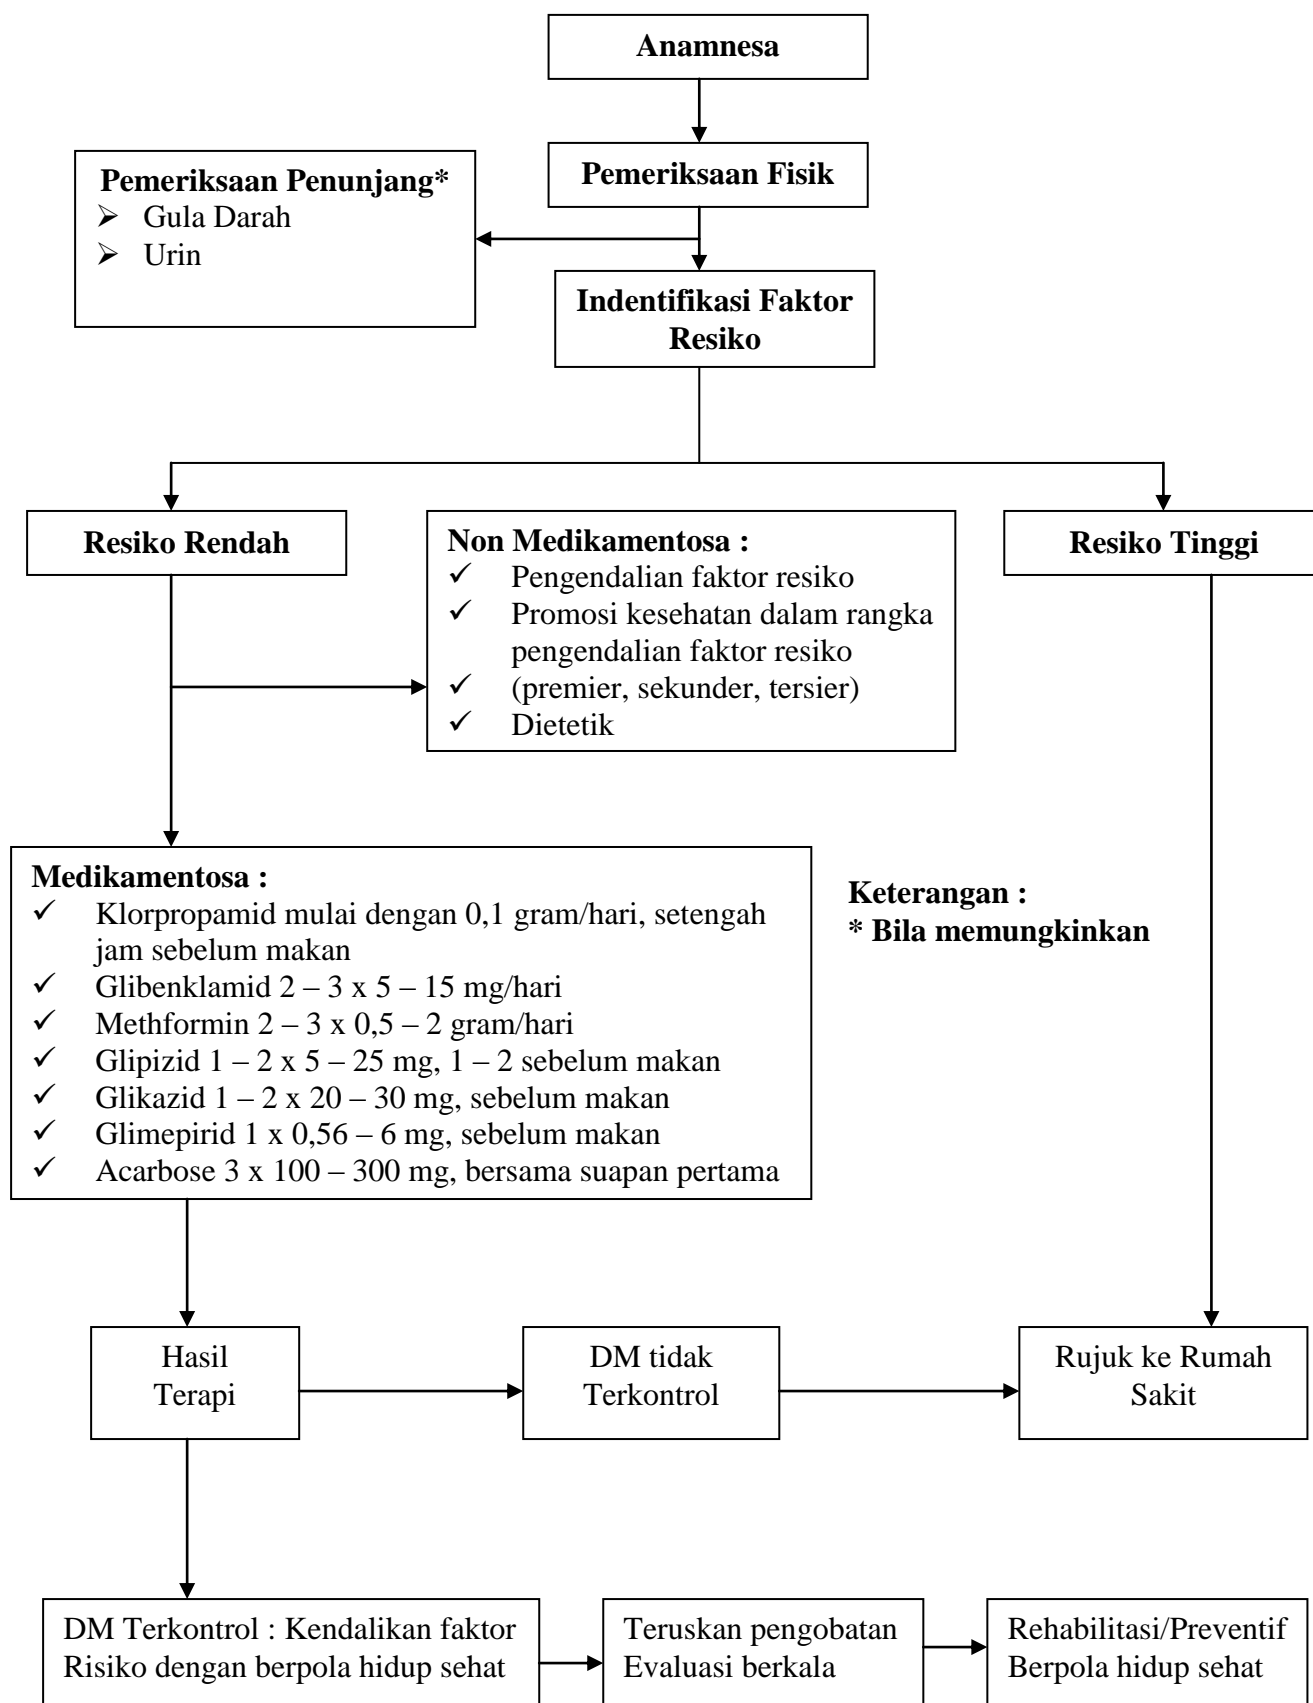 Anamnesa
Pemeriksaan Fisik
Pemeriksaan Penunjang*
➢ Gula Darah
➢ Urin
Indentifikasi Faktor
Resiko
Resiko Rendah
Non Medikamentosa :
✓ Pengendalian faktor resiko
✓ Promosi kesehatan dalam rangka
pengendalian faktor resiko
✓ (premier, sekunder, tersier)
✓ Dietetik
Resiko Tinggi
Medikamentosa :
✓ Klorpropamid mulai dengan 0,1 gram/hari, setengah
jam sebelum makan
✓ Glibenklamid 2 – 3 x 5 – 15 mg/hari
✓ Methformin 2 – 3 x 0,5 – 2 gram/hari
✓ Glipizid 1 – 2 x 5 – 25 mg, 1 – 2 sebelum makan
✓ Glikazid 1 – 2 x 20 – 30 mg, sebelum makan
✓ Glimepirid 1 x 0,56 – 6 mg, sebelum makan
✓ Acarbose 3 x 100 – 300 mg, bersama suapan pertama
Keterangan :
* Bila memungkinkan
Hasil
Terapi
DM tidak
Terkontrol
Rujuk ke Rumah
Sakit
DM Terkontrol : Kendalikan faktor
Risiko dengan berpola hidup sehat
Teruskan pengobatan
Evaluasi berkala
Rehabilitasi/Preventif
Berpola hidup sehat